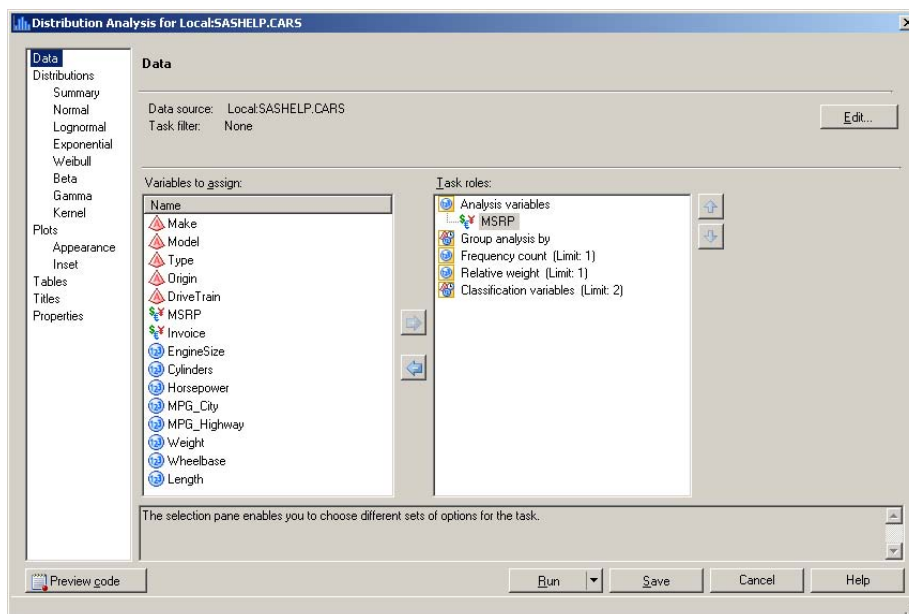 Distribution Analysis for Local:SASHELP.CARS
Data
Distributions
Summary
Normal
Lognormal
Exponential
Weibull
Beta
Gamma
Kernel
Plots
Appearance
Inset
Tables
Titles
Properties
Data
Data source: Local:SASHELP.CARS
Task filter: None
Edit...
Variables to assign:
Name
Make
Model
Type
Origin
DriveTrain
MSRP
Invoice
EngineSize
Cylinders
Horsepower
MPG_City
MPG_Highway
Weight
Wheelbase
Length
Task roles:
Analysis variables
MSRP
Group analysis by
Frequency count (Limit: 1)
Relative weight (Limit: 1)
Classification variables (Limit: 2)
The selection pane enables you to choose different sets of options for the task.
Preview code
Run
Save
Cancel
Help